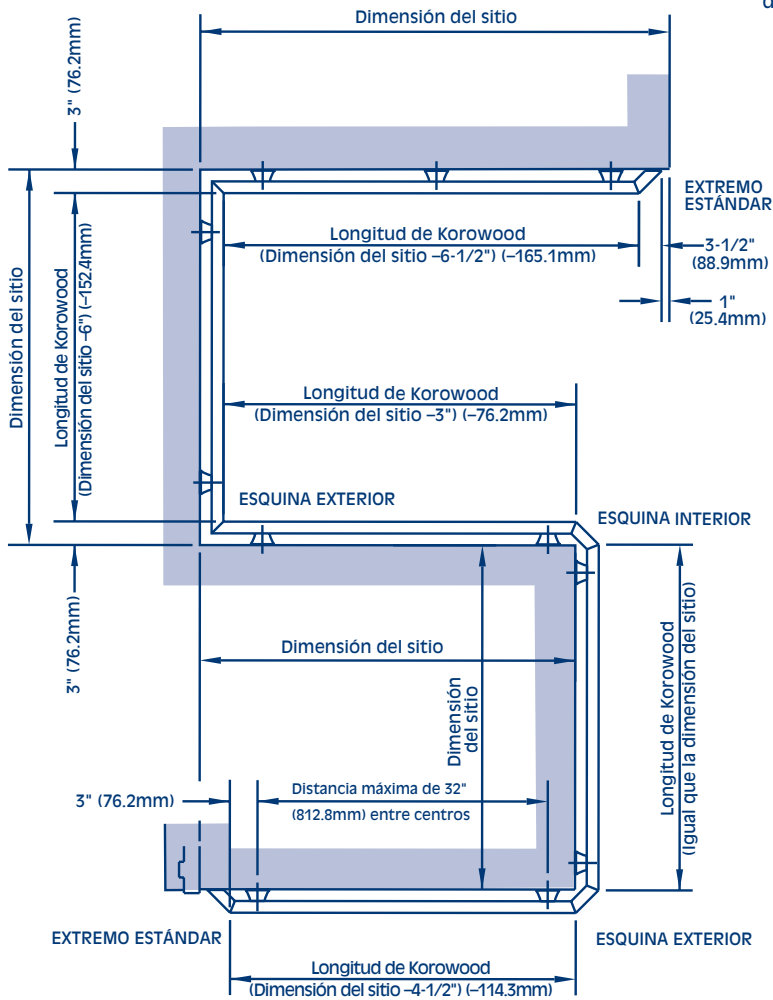 d
Dimensión del sitio
3" (76.2mm)
EXTREMO
ESTÁNDAR
Longitud de Korowood
(Dimensión del sitio –6-1/2") (–165.1mm)
3-1/2"
(88.9mm)
1"
(25.4mm)
Dimensión del sitio
Longitud de Korowood
(Dimensión del sitio –6") (–152.4mm)
Longitud de Korowood
(Dimensión del sitio –3") (–76.2mm)
ESQUINA EXTERIOR
ESQUINA INTERIOR
3" (76.2mm)
Dimensión del sitio
Dimensión
del sitio
Longitud de Korowood
(Igual que la dimensión del sitio)
3" (76.2mm)
Distancia máxima de 32"
(812.8mm) entre centros
EXTREMO ESTÁNDAR
ESQUINA EXTERIOR
Longitud de Korowood
(Dimensión del sitio –4-1/2") (–114.3mm)